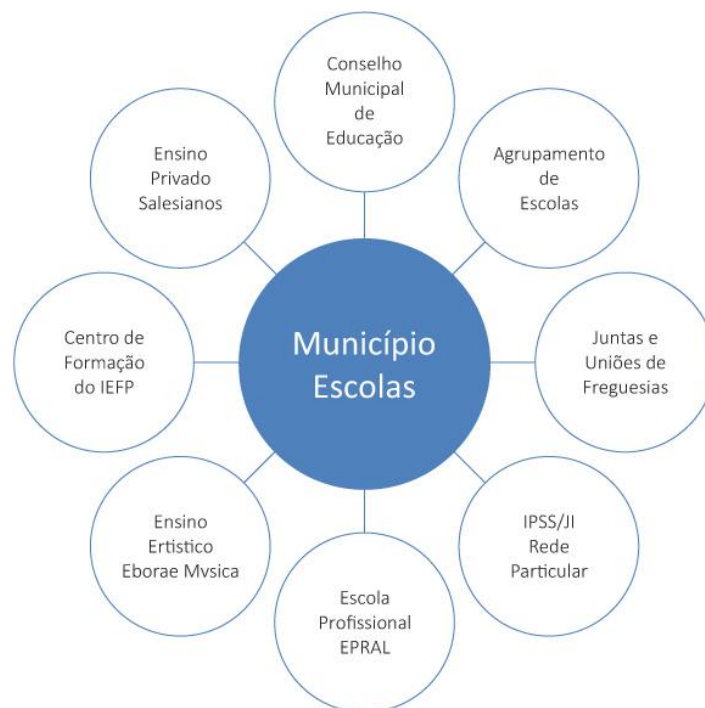 Conselho
Municipal
de
Educação
Agrupamento
de
Escolas
Juntas e
Uniões de
Freguesias
IPSS/JI
Rede
Particular
Escola
Profissional
EPRAL
Ensino
Ertistico
Eborae Mvsica
Centro de
Formação
do IEFP
Ensino
Privado
Salesianos
Município
Escolas